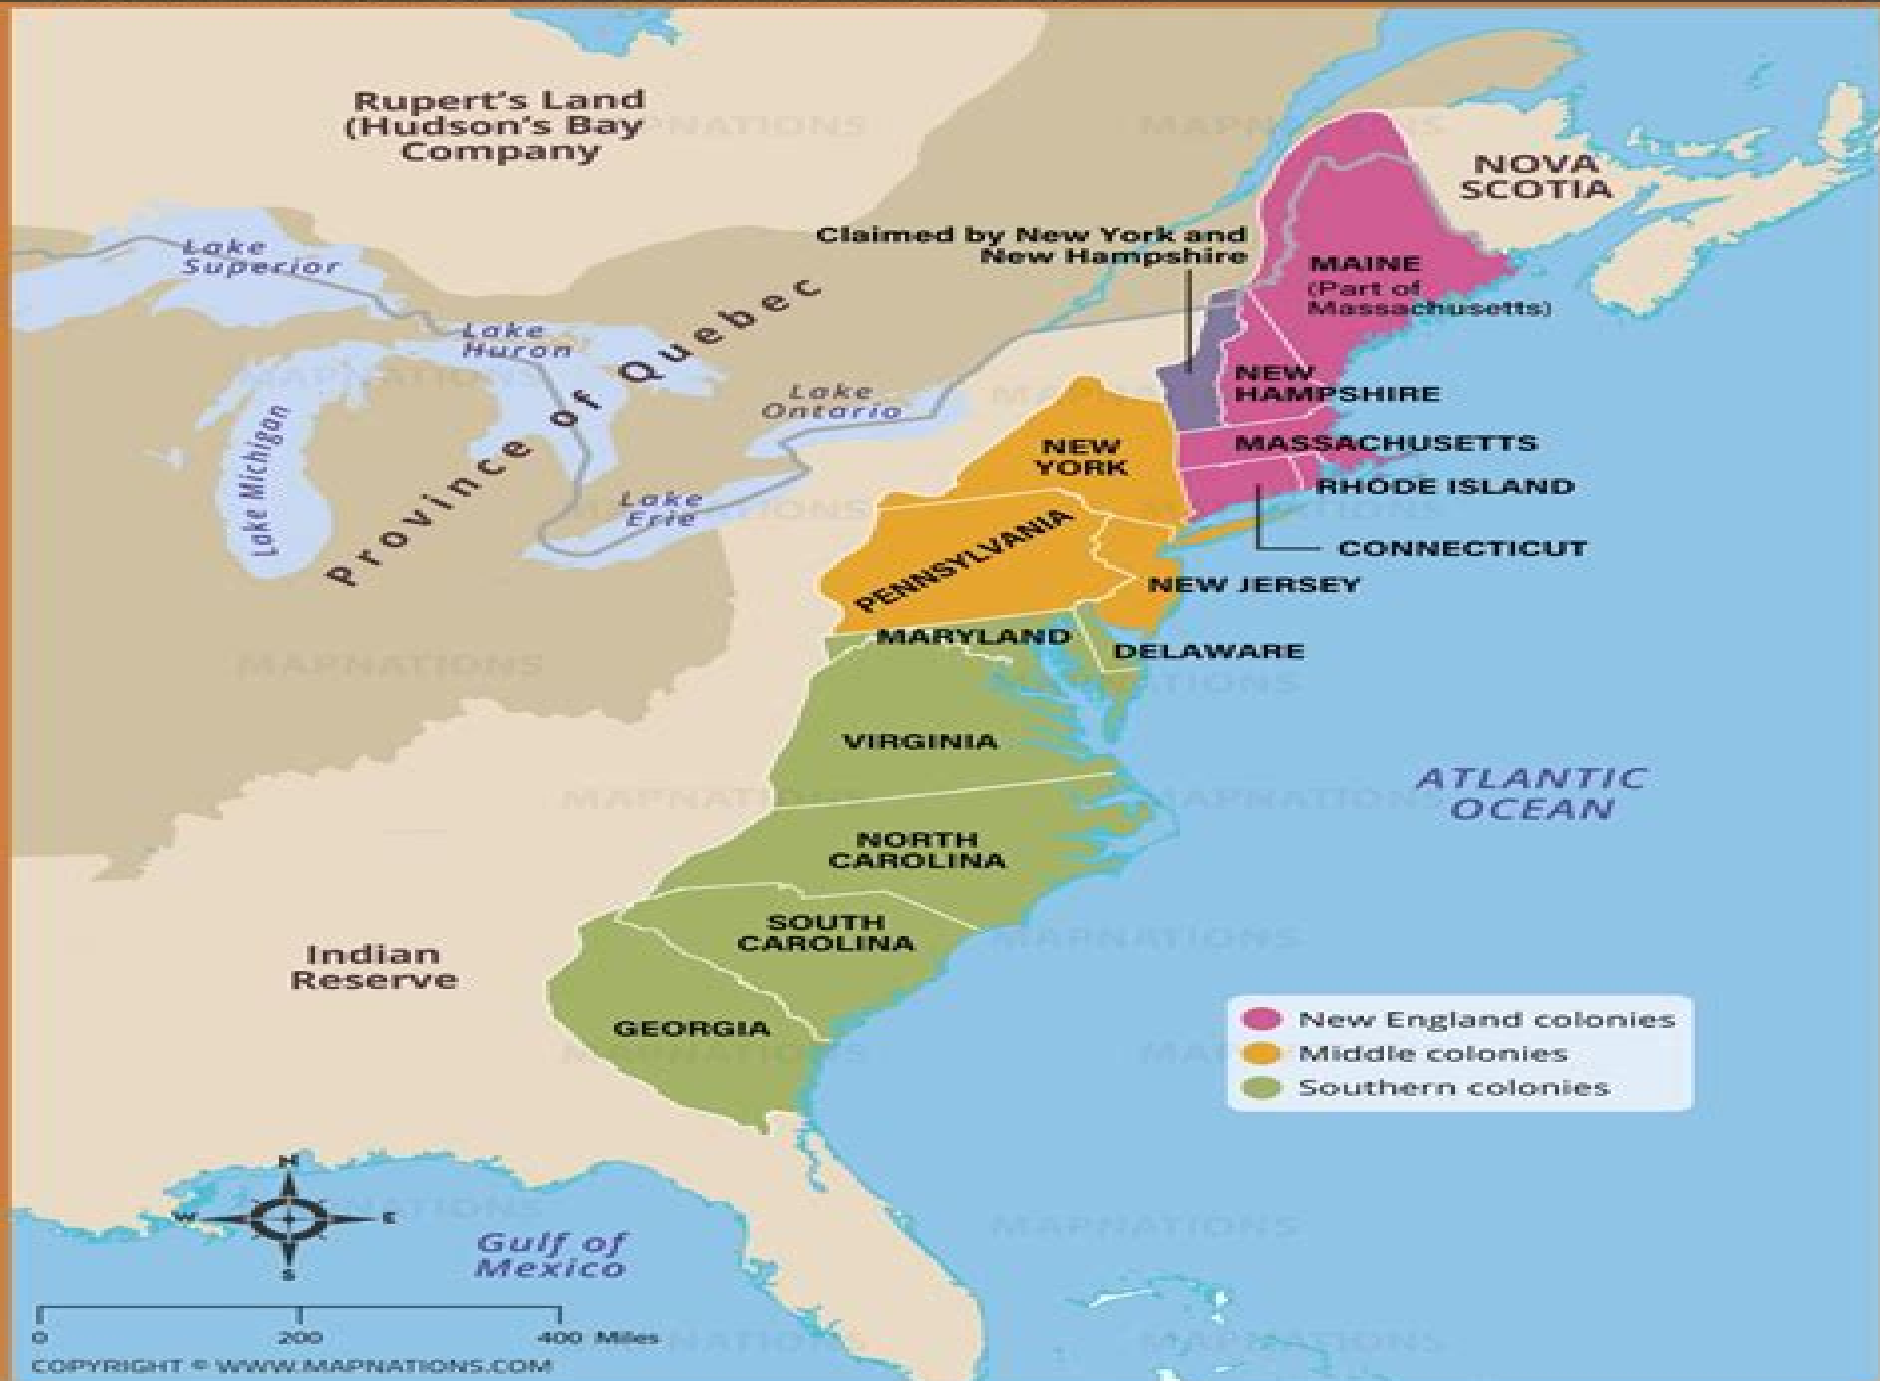 Rupert's Land
(Hudson's Bay
Company
NOVA
SCOTIA
Claimed by New York and
New Hampshire
Lake
Superior
MAINE
(Part of
Massachusetts)
Lake
Huron
Province of Quebec
Lake
Ontario
NEW
HAMPSHIRE
Lake Michigan
NEW
YORK
MASSACHUSETTS
RHODE ISLAND
Lake
Erie
PENNSYLVANIA
CONNECTICUT
NEW JERSEY
MARYLAND
DELAWARE
VIRGINIA
ATLANTIC
OCEAN
NORTH
CAROLINA
SOUTH
CAROLINA
Indian
Reserve
GEORGIA
New England colonies
Middle colonies
Southern colonies
N
W E
S
Gulf of
Mexico
0 200 400 Miles
COPYRIGHT © WWW.MAPNATIONS.COM
MAPNATIONS